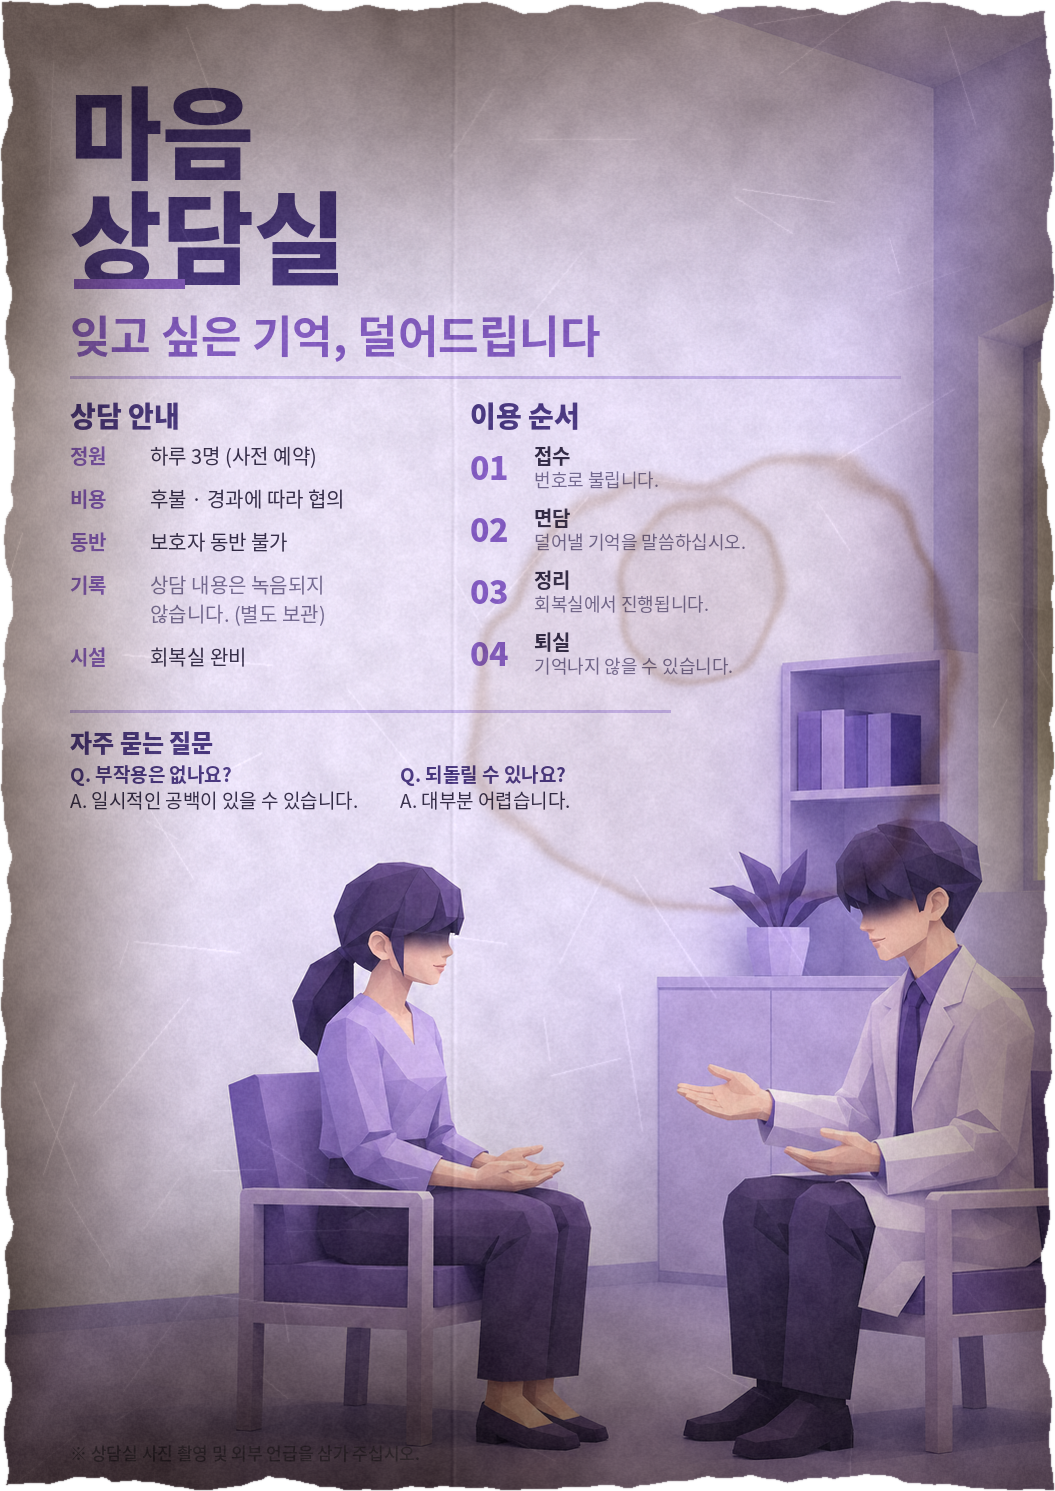 마음
상담실
잊고 싶은 기억, 덜어드립니다
상담 안내
정원 하루 3명 (사전 예약)
비용 후불 · 경과에 따라 협의
동반 보호자 동반 불가
기록 상담 내용은 녹음되지
않습니다. (별도 보관)
시설 회복실 완비
이용 순서
01 접수
번호로 불립니다.
02 면담
덜어낼 기억을 말씀하십시오.
03 정리
회복실에서 진행됩니다.
04 퇴실
기억나지 않을 수 있습니다.
자주 묻는 질문
Q. 부작용은 없나요?
A. 일시적인 공백이 있을 수 있습니다.
Q. 되돌릴 수 있나요?
A. 대부분 어렵습니다.
※ 상담실 사진 촬영 및 외부 언급을 삼가 주십시오.